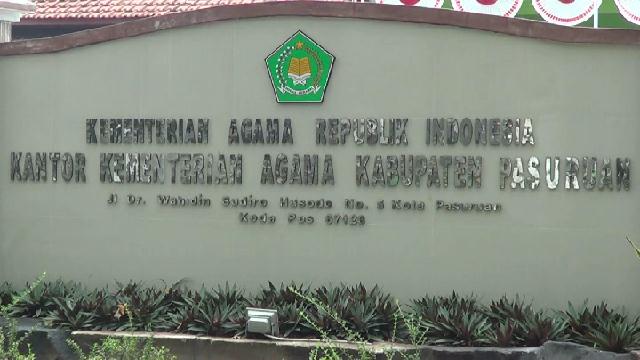 KEMENTERIAN AGAMA REPUBLIK INDONESIA
KANTOR KEMENTERIAN AGAMA KABUPATEN PASURUAN
Jl Dr. Wahidin Sudiro Husodo No. 5 Kota Pasuruan
Kode Pos 67126